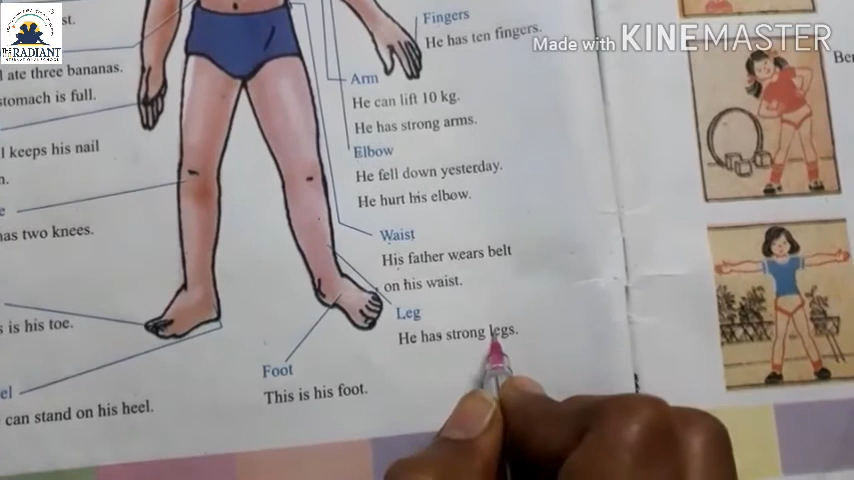 RADIANT
Made with KINEMASTER
st.
l ate three bananas.
stomach is full.
l keeps his nail
n.
e
has two knees.
s is his toe.
el
can stand on his heel.
Fingers
He has ten fingers.
Arm
He can lift 10 kg.
He has strong arms.
Elbow
He fell down yesterday.
He hurt his elbow.
Waist
His father wears belt
on his waist.
Leg
He has strong legs.
Foot
This is his foot.
Ber